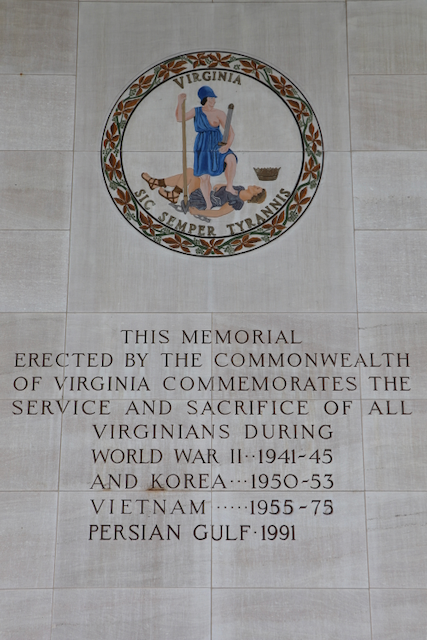 VIRGINIA
SIC SEMPER TYRANNIS
THIS MEMORIAL
ERECTED BY THE COMMONWEALTH
OF VIRGINIA COMMEMORATES THE
SERVICE AND SACRIFICE OF ALL
VIRGINIANS DURING
WORLD WAR II··1941-45
AND KOREA···1950-53
VIETNAM ·····1955-75
PERSIAN GULF·1991